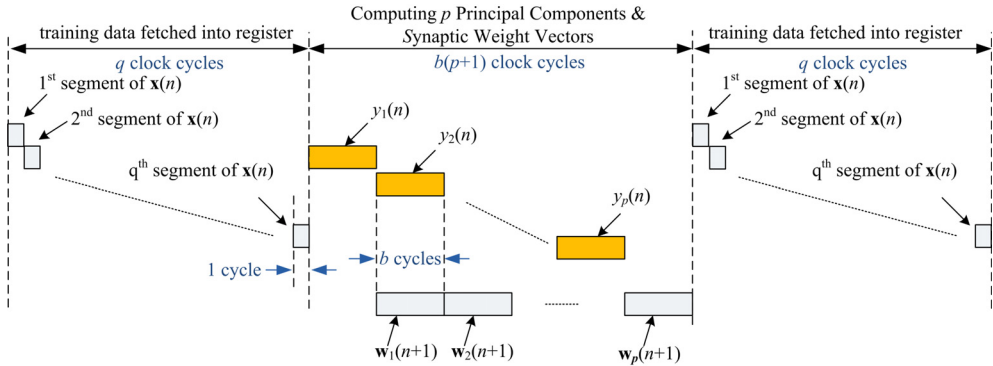 Computing p Principal Components &
Synaptic Weight Vectors
training data fetched into register
q clock cycles
b(p+1) clock cycles
training data fetched into register
q clock cycles
1st segment of x(n)
2nd segment of x(n)
qth segment of x(n)
1 cycle
y1(n)
y2(n)
yp(n)
b cycles
w1(n+1)
w2(n+1)
wp(n+1)
1st segment of x(n)
2nd segment of x(n)
qth segment of x(n)